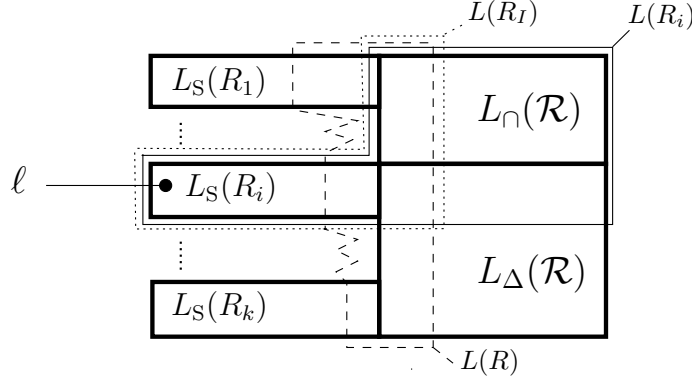 L(R_I)
L(R_i)
L_S(R_1)
L_∩(ℛ)
ℓ
L_S(R_i)
L_Δ(ℛ)
L_S(R_k)
L(R)